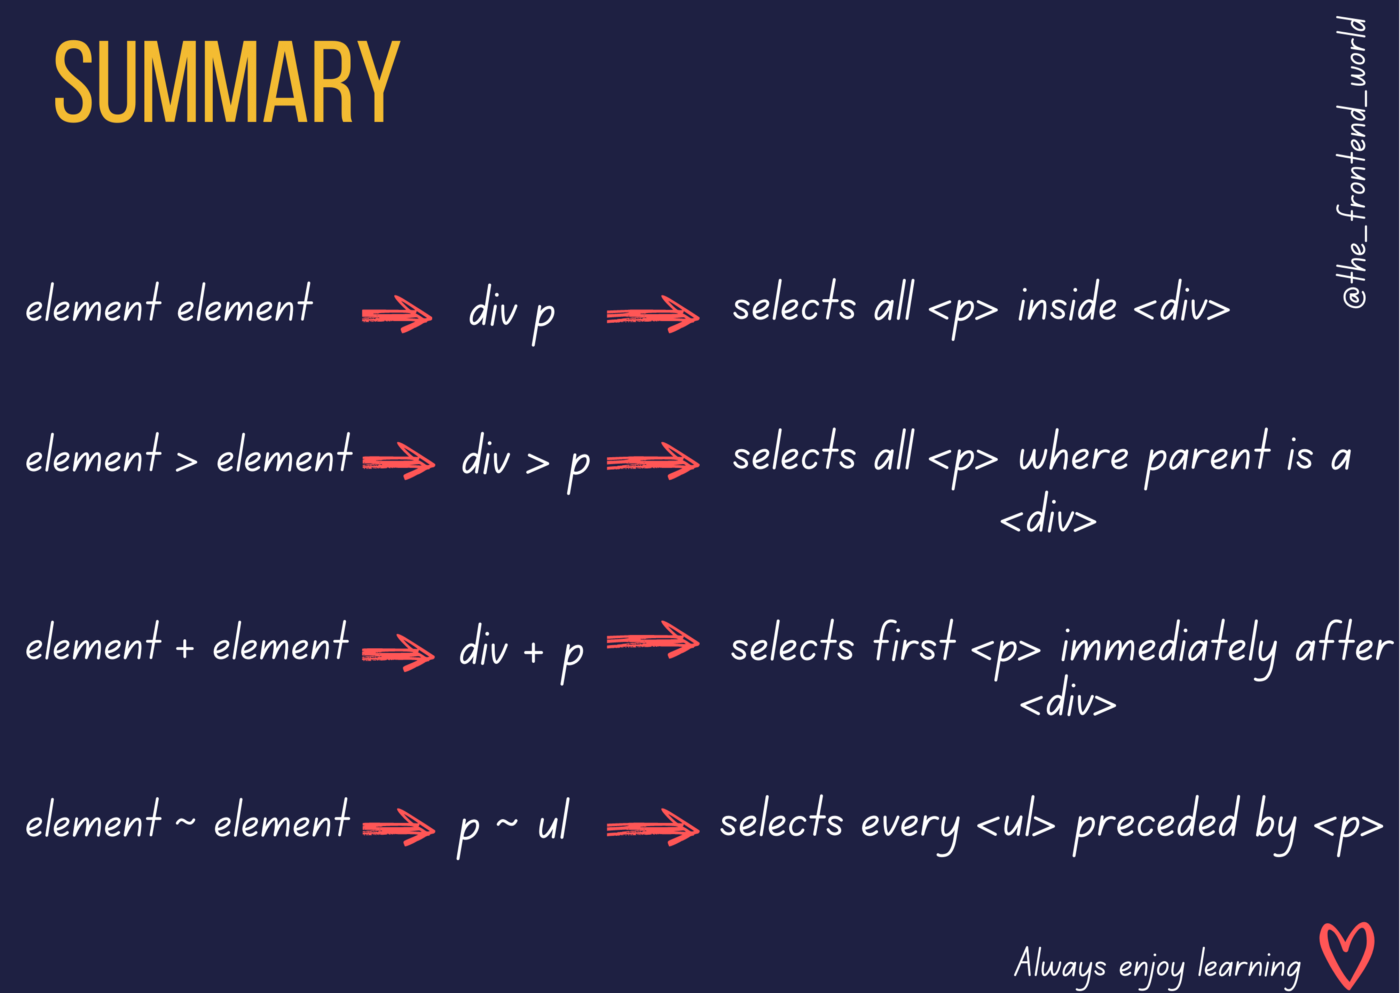 SUMMARY
@the_frontend_world
element element → div p → selects all <p> inside <div>
element > element → div > p → selects all <p> where parent is a
<div>
element + element → div + p → selects first <p> immediately after
<div>
element ~ element → p ~ ul → selects every <ul> preceded by <p>
Always enjoy learning